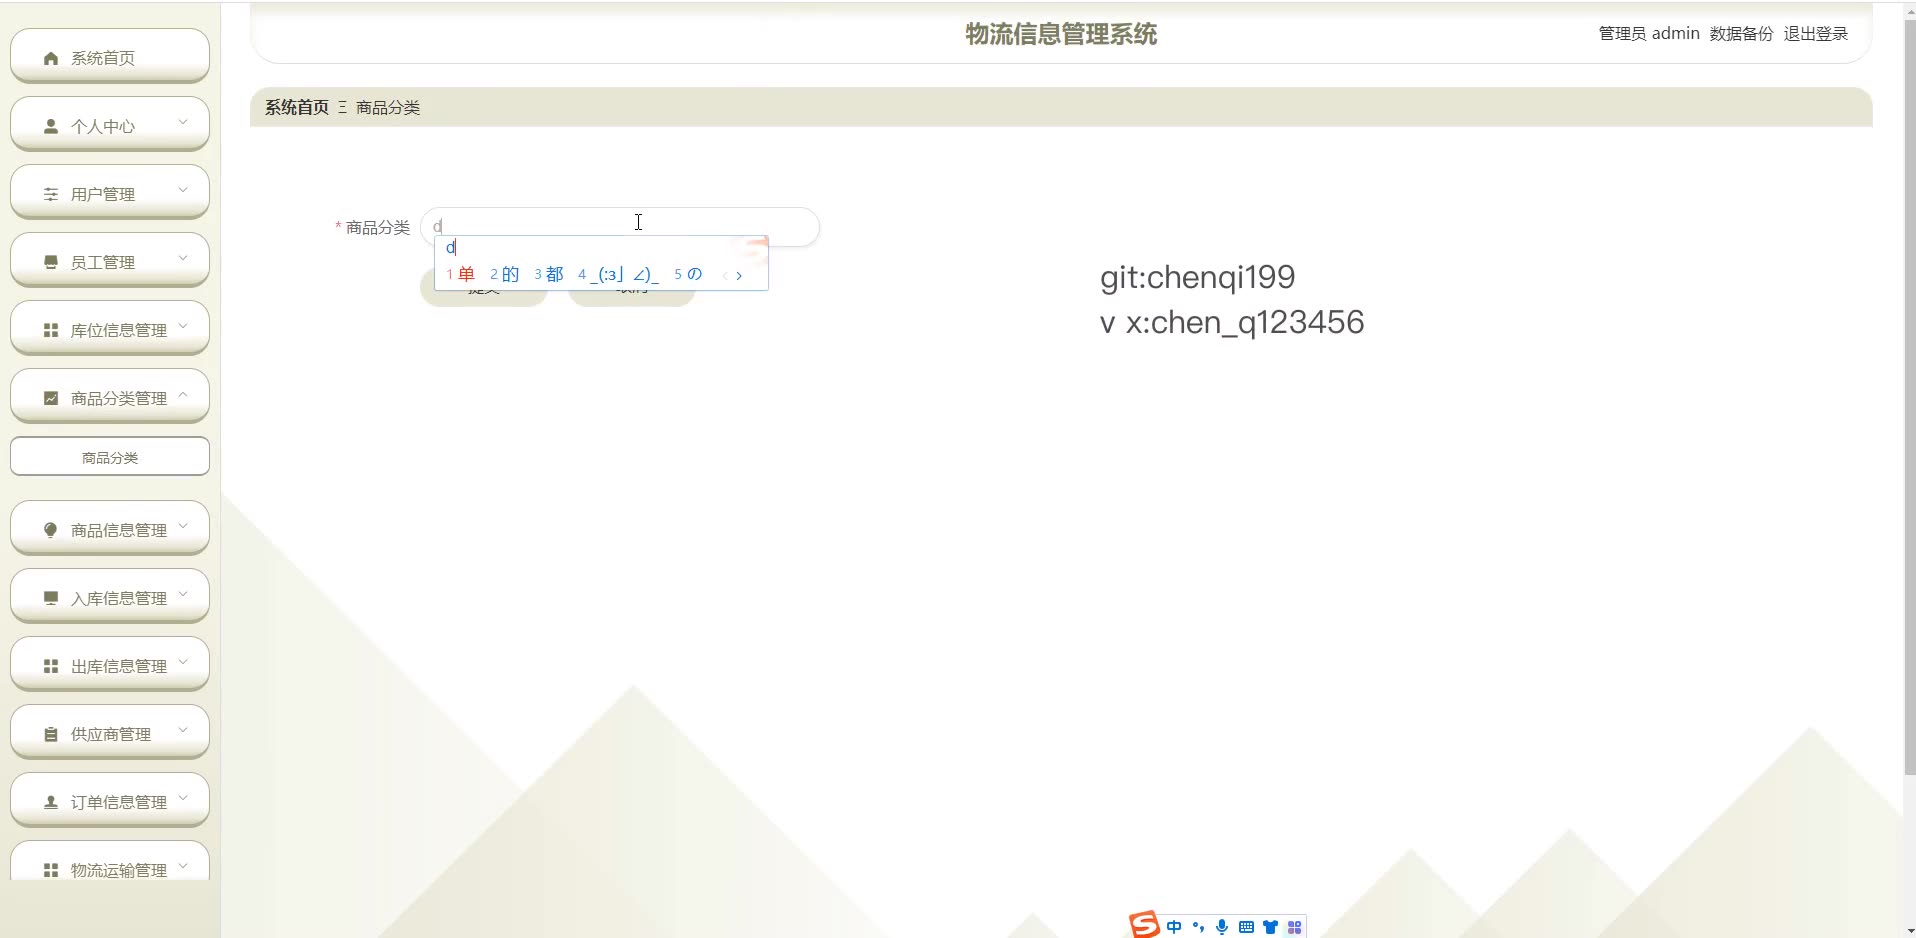 物流信息管理系统
管理员 admin 数据备份 退出登录
系统首页
个人中心
用户管理
员工管理
库位信息管理
商品分类管理
商品分类
商品信息管理
入库信息管理
出库信息管理
供应商管理
订单信息管理
物流运输管理
系统首页 Ξ 商品分类
* 商品分类 d
d
1 单 2 的 3 都 4 _(:з」∠)_ 5 の
git:chenqi199
v x:chen_q123456
中